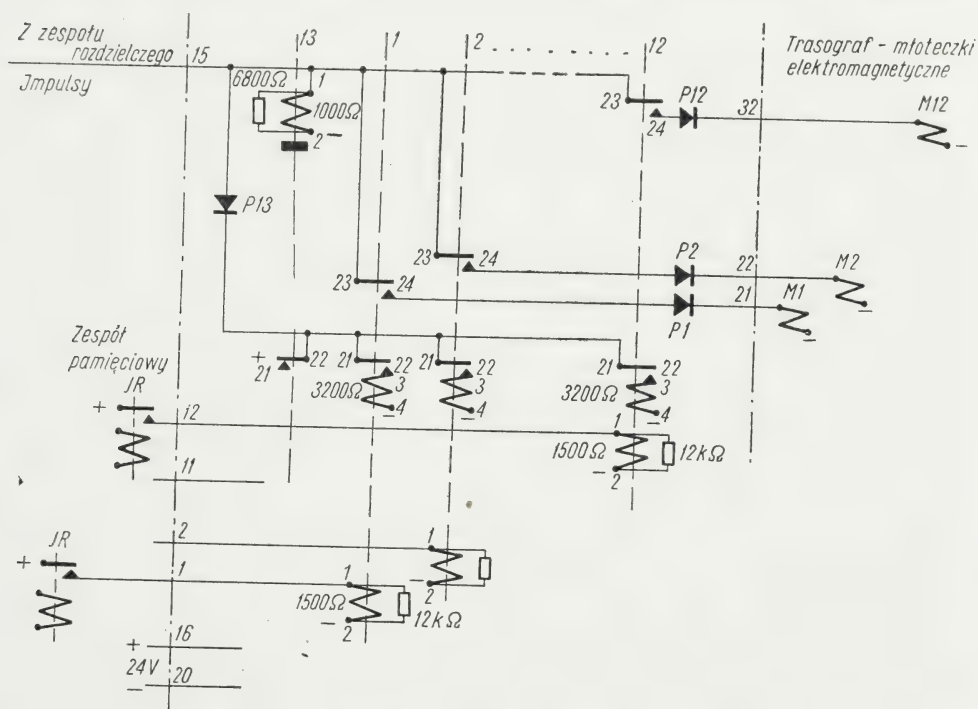 Z zespołu
rozdzielczego
Jmpulsy
15
13
1
2
12
Trasograf - młoteczki
elektromagnetyczne
6800Ω
1
1000Ω
2 -
23
24
P12
32
M12
-
P13
23
24
23
24
P2
22
M2
-
P1
21
M1
-
Zespół
pamięciowy
+
21
22
21
22
3200Ω
3
- 4
21
22
3
- 4
21
22
3200Ω
3
- 4
JR
+
12
1
1500Ω
12kΩ
- 2
11
2
1
- 2
JR
+
1
1
1500Ω
12kΩ
- 2
+
16
24V
-
20